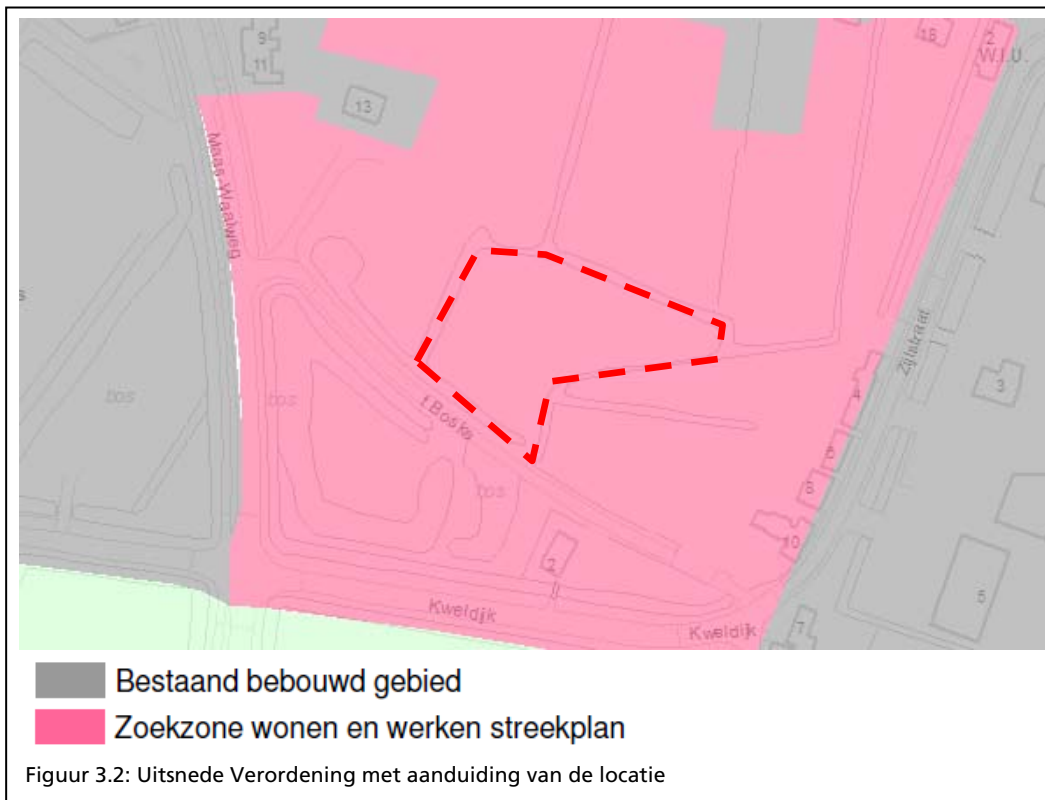 9
11
13
16
2
W.I.U.
Maas-Waalweg
Zijlstraat
bos
bos
't Boske
bos
3
4
6
8
10
2
5
7
Kweldijk
Kweldijk
Bestaand bebouwd gebied
Zoekzone wonen en werken streekplan
Figuur 3.2: Uitsnede Verordening met aanduiding van de locatie